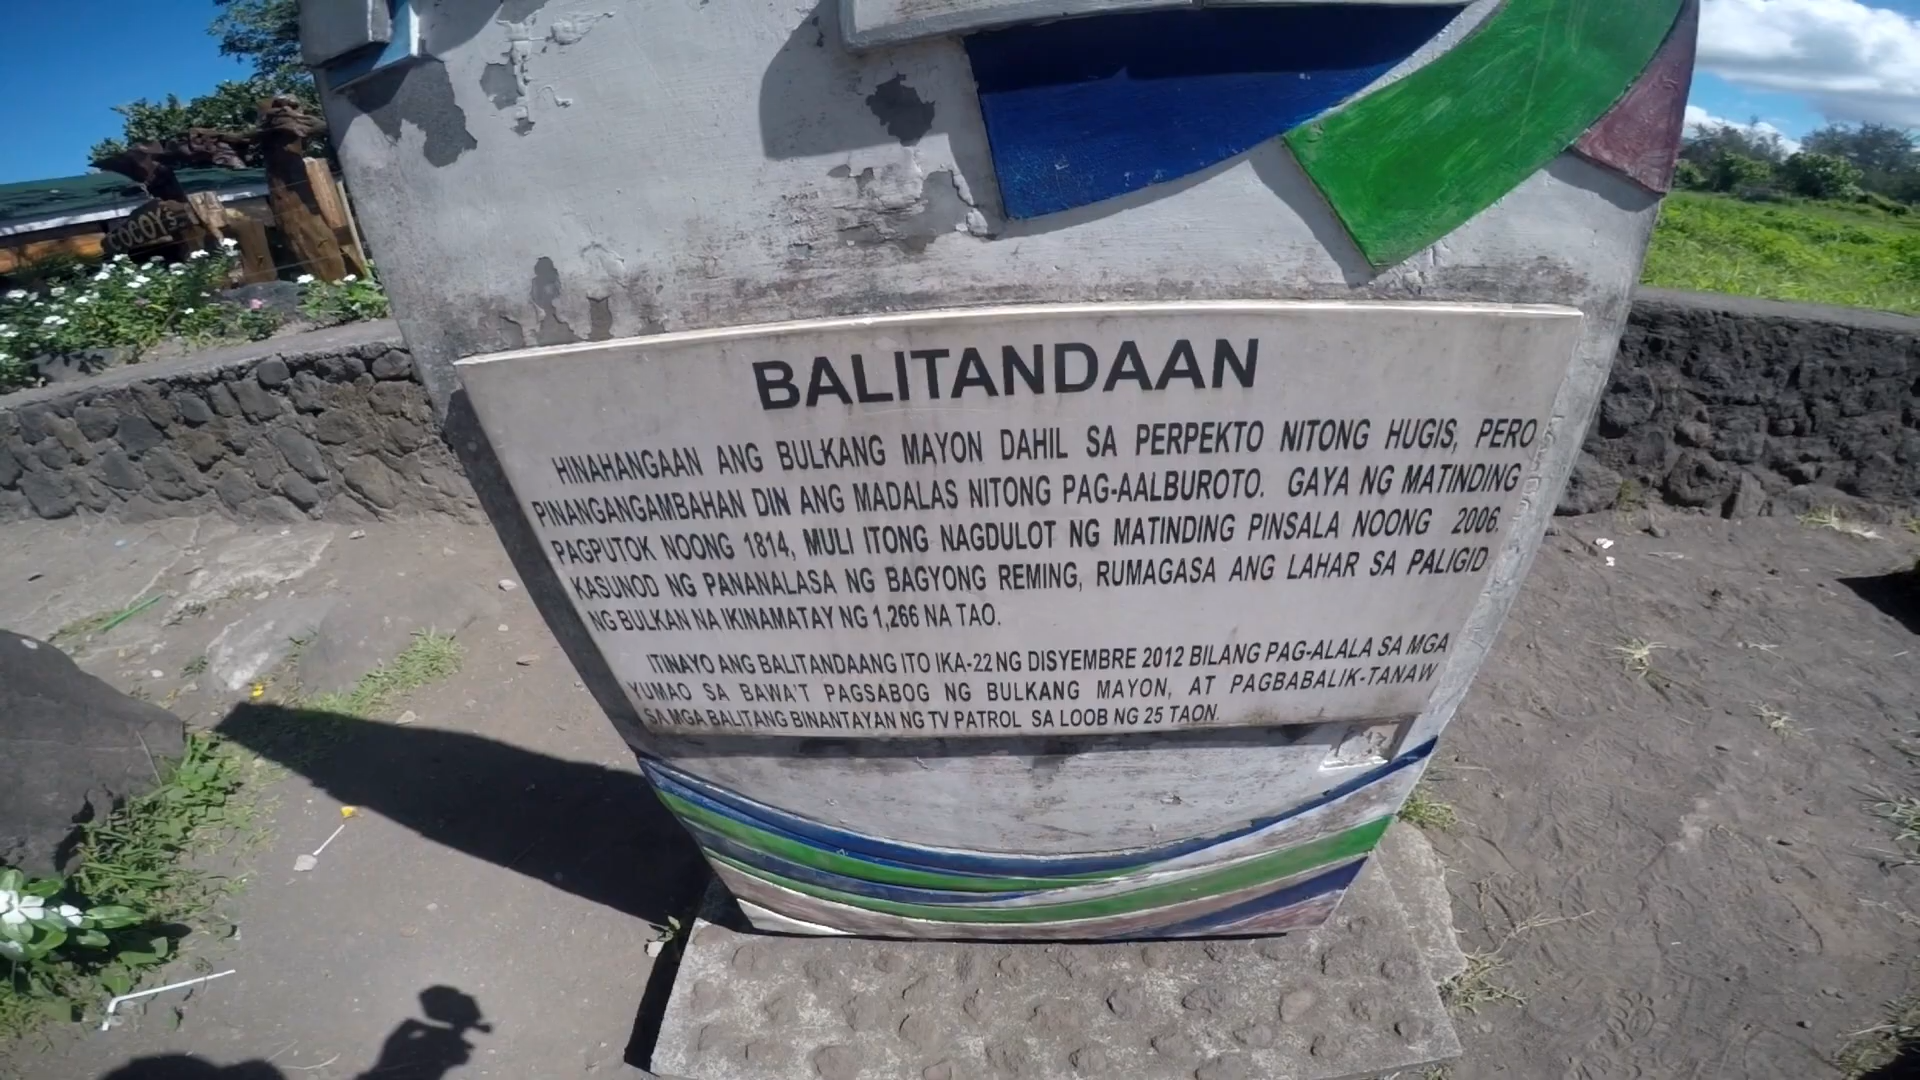 COCOY's
BALITANDAAN
HINAHANGAAN ANG BULKANG MAYON DAHIL SA PERPEKTO NITONG HUGIS, PERO
PINANGANGAMBAHAN DIN ANG MADALAS NITONG PAG-AALBUROTO. GAYA NG MATINDING
PAGPUTOK NOONG 1814, MULI ITONG NAGDULOT NG MATINDING PINSALA NOONG 2006.
KASUNOD NG PANANALASA NG BAGYONG REMING, RUMAGASA ANG LAHAR SA PALIGID
NG BULKAN NA IKINAMATAY NG 1,266 NA TAO.
ITINAYO ANG BALITANDAANG ITO IKA-22 NG DISYEMBRE 2012 BILANG PAG-ALALA SA MGA
YUMAO SA BAWA'T PAGSABOG NG BULKANG MAYON, AT PAGBABALIK-TANAW
SA MGA BALITANG BINANTAYAN NG TV PATROL SA LOOB NG 25 TAON.